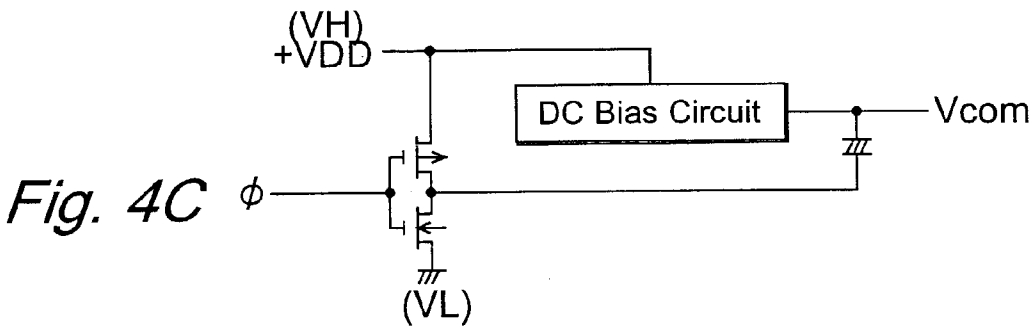 (VH)
+VDD
DC Bias Circuit
Vcom
Fig. 4C
ϕ
(VL)